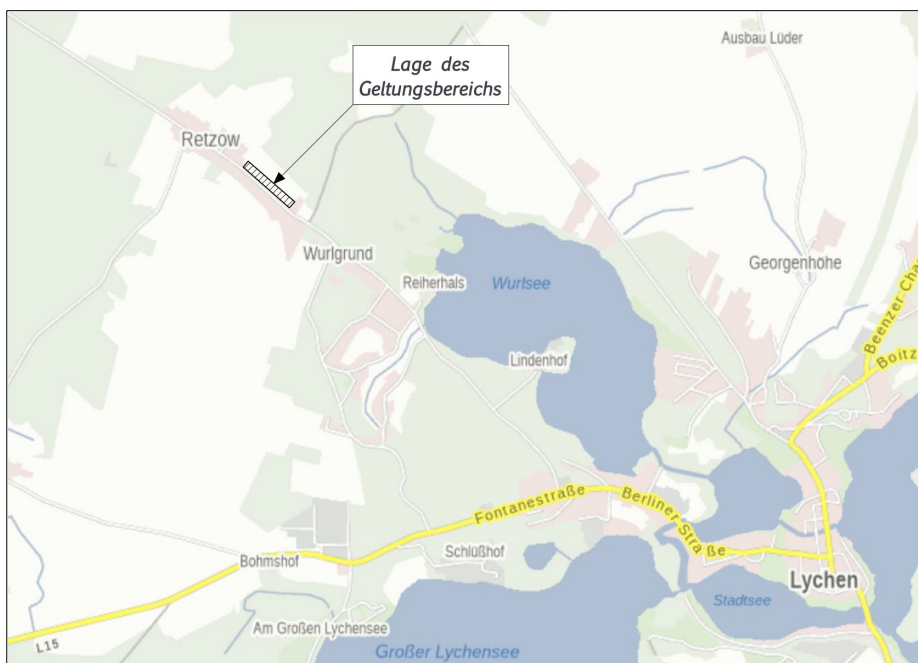 Ausbau Lüder
Lage des
Geltungsbereichs
Retzow
Wurlgrund
Georgenhöhe
Reiherhals
Wurlsee
Beenzer-Cha
Lindenhof
Boitz
Fontanestraße
Berliner Straße
Bohmshof
Schlüßhof
Lychen
Stadtsee
Am Großen Lychensee
L15
Großer Lychensee